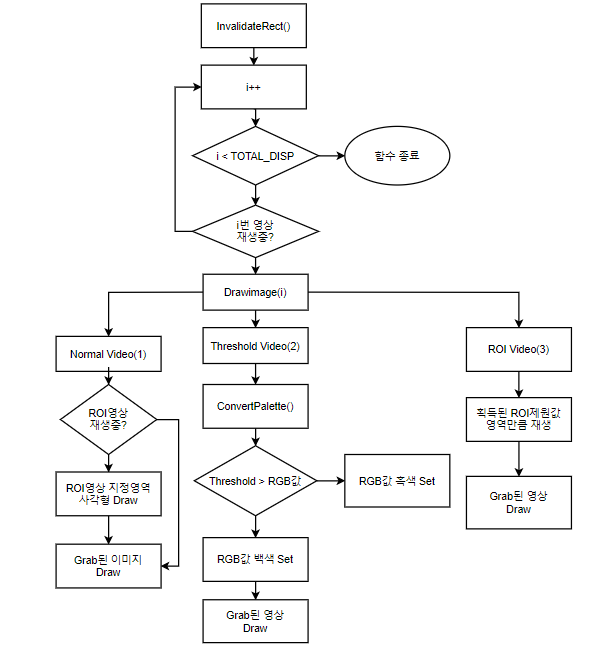 InvalidateRect()
i++
i < TOTAL_DISP
함수 종료
i번 영상
재생중?
Drawimage(i)
Normal Video(1)
ROI영상
재생중?
ROI영상 지정영역
사각형 Draw
Grab된 이미지
Draw
Threshold Video(2)
ConvertPalette()
Threshold > RGB값
RGB값 흑색 Set
RGB값 백색 Set
Grab된 영상
Draw
ROI Video(3)
획득된 ROI제원값
영역만큼 재생
Grab된 영상
Draw